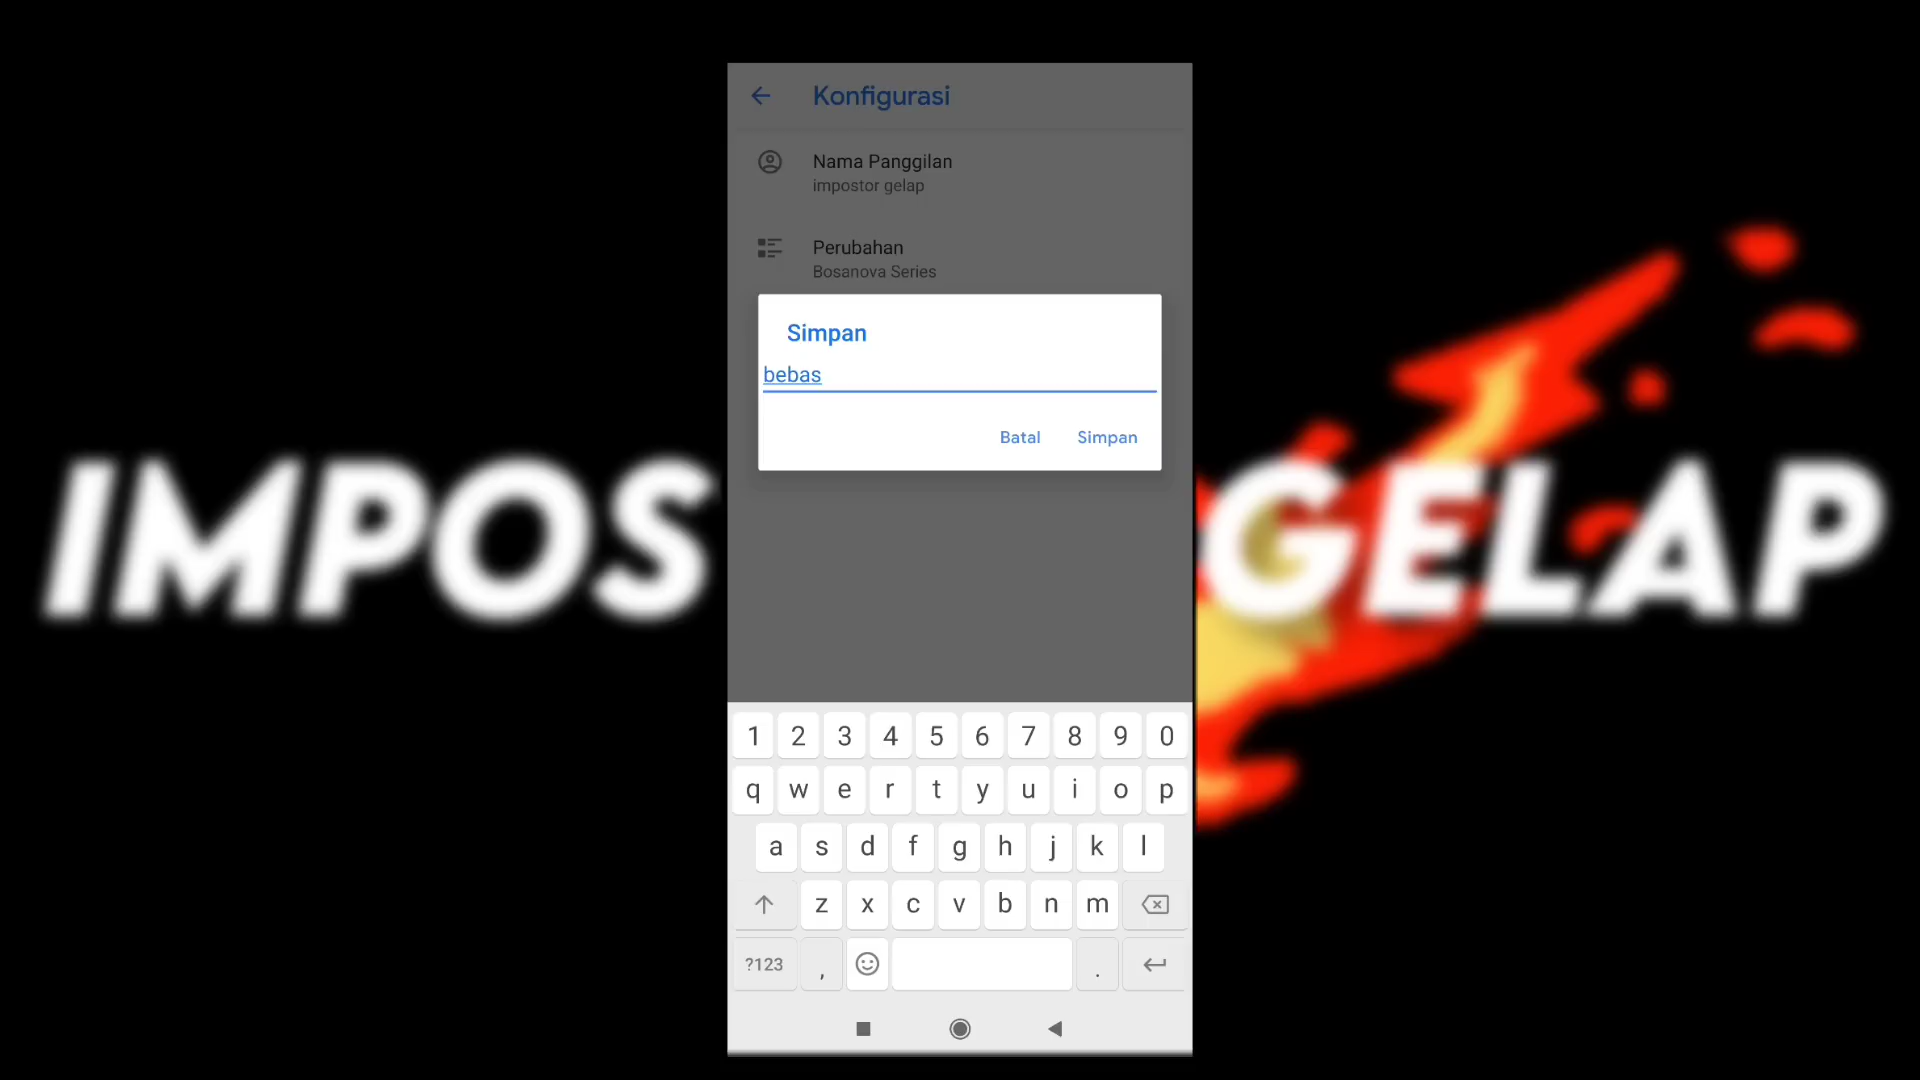 Konfigurasi
Nama Panggilan
impostor gelap
Perubahan
Bosanova Series
Simpan
bebas
Batal Simpan
IMPOS GELAP
1 2 3 4 5 6 7 8 9 0
q w e r t y u i o p
a s d f g h j k l
z x c v b n m
?123 , .